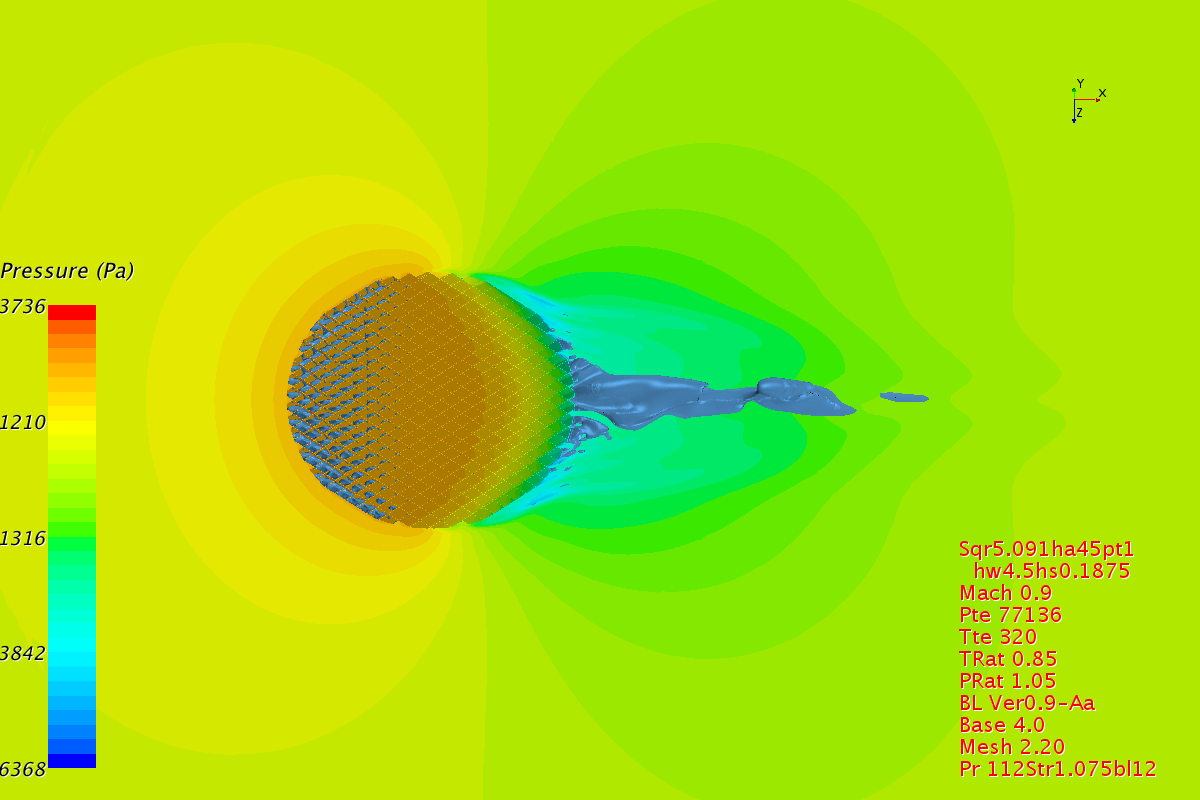 Y
X
Z
Pressure (Pa)
3736
1210
1316
3842
6368
Sqr5.091ha45pt1
hw4.5hs0.1875
Mach 0.9
Pte 77136
Tte 320
TRat 0.85
PRat 1.05
BL Ver0.9-Aa
Base 4.0
Mesh 2.20
Pr 112Str1.075bl12